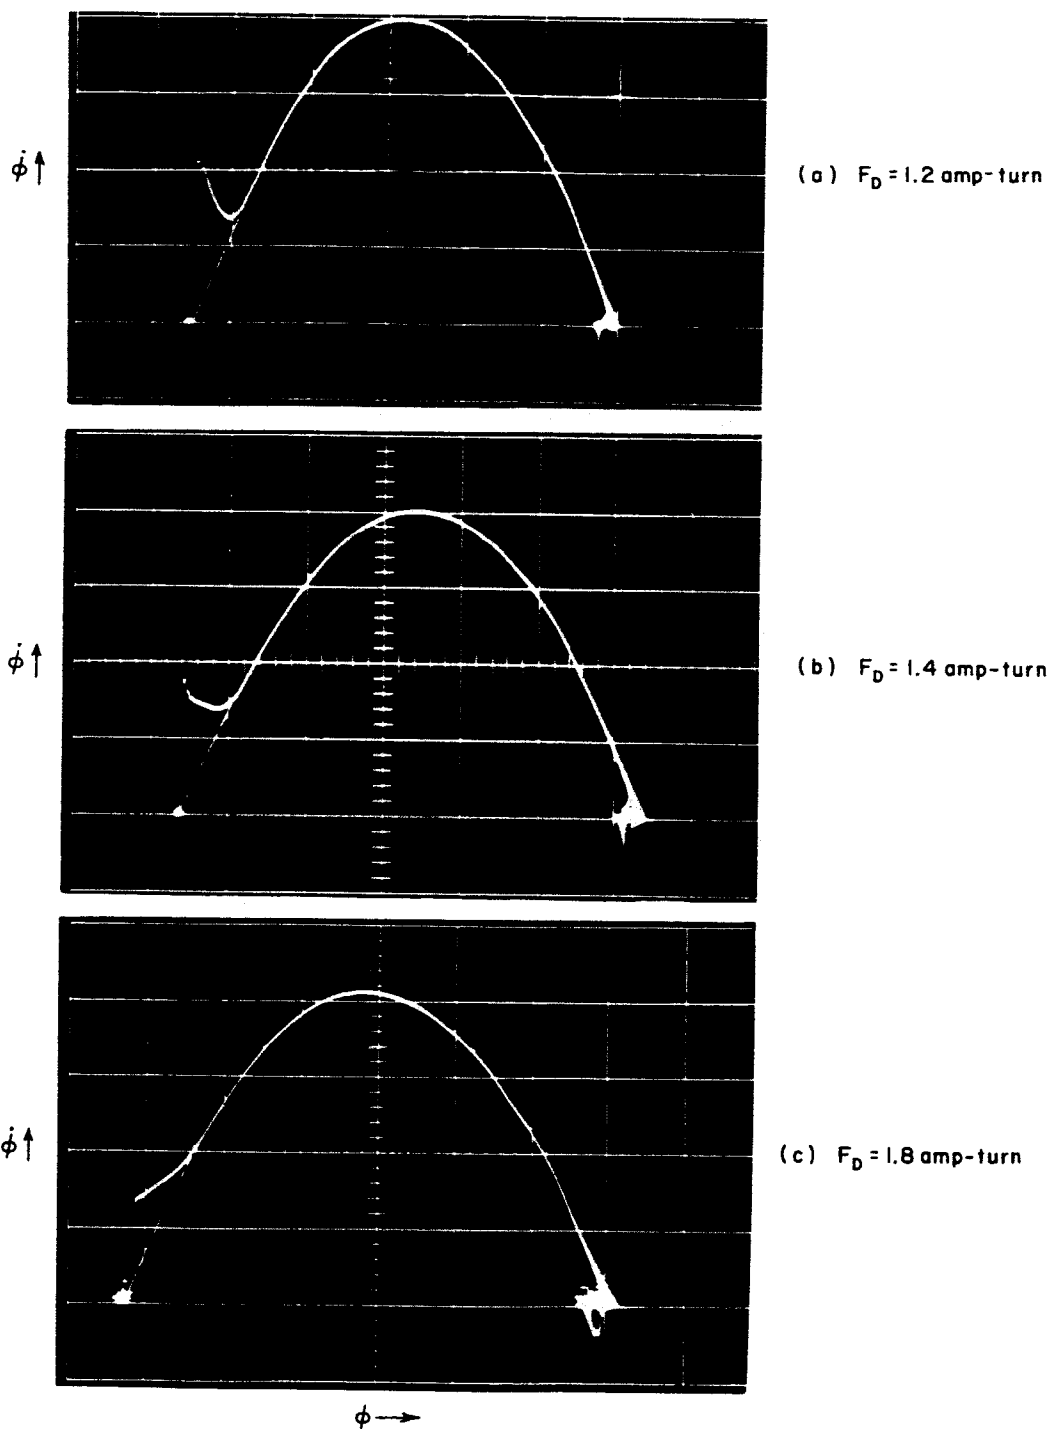 ϕ̇ ↑
(a) F_D = 1.2 amp-turn
ϕ̇ ↑
(b) F_D = 1.4 amp-turn
ϕ̇ ↑
(c) F_D = 1.8 amp-turn
ϕ →